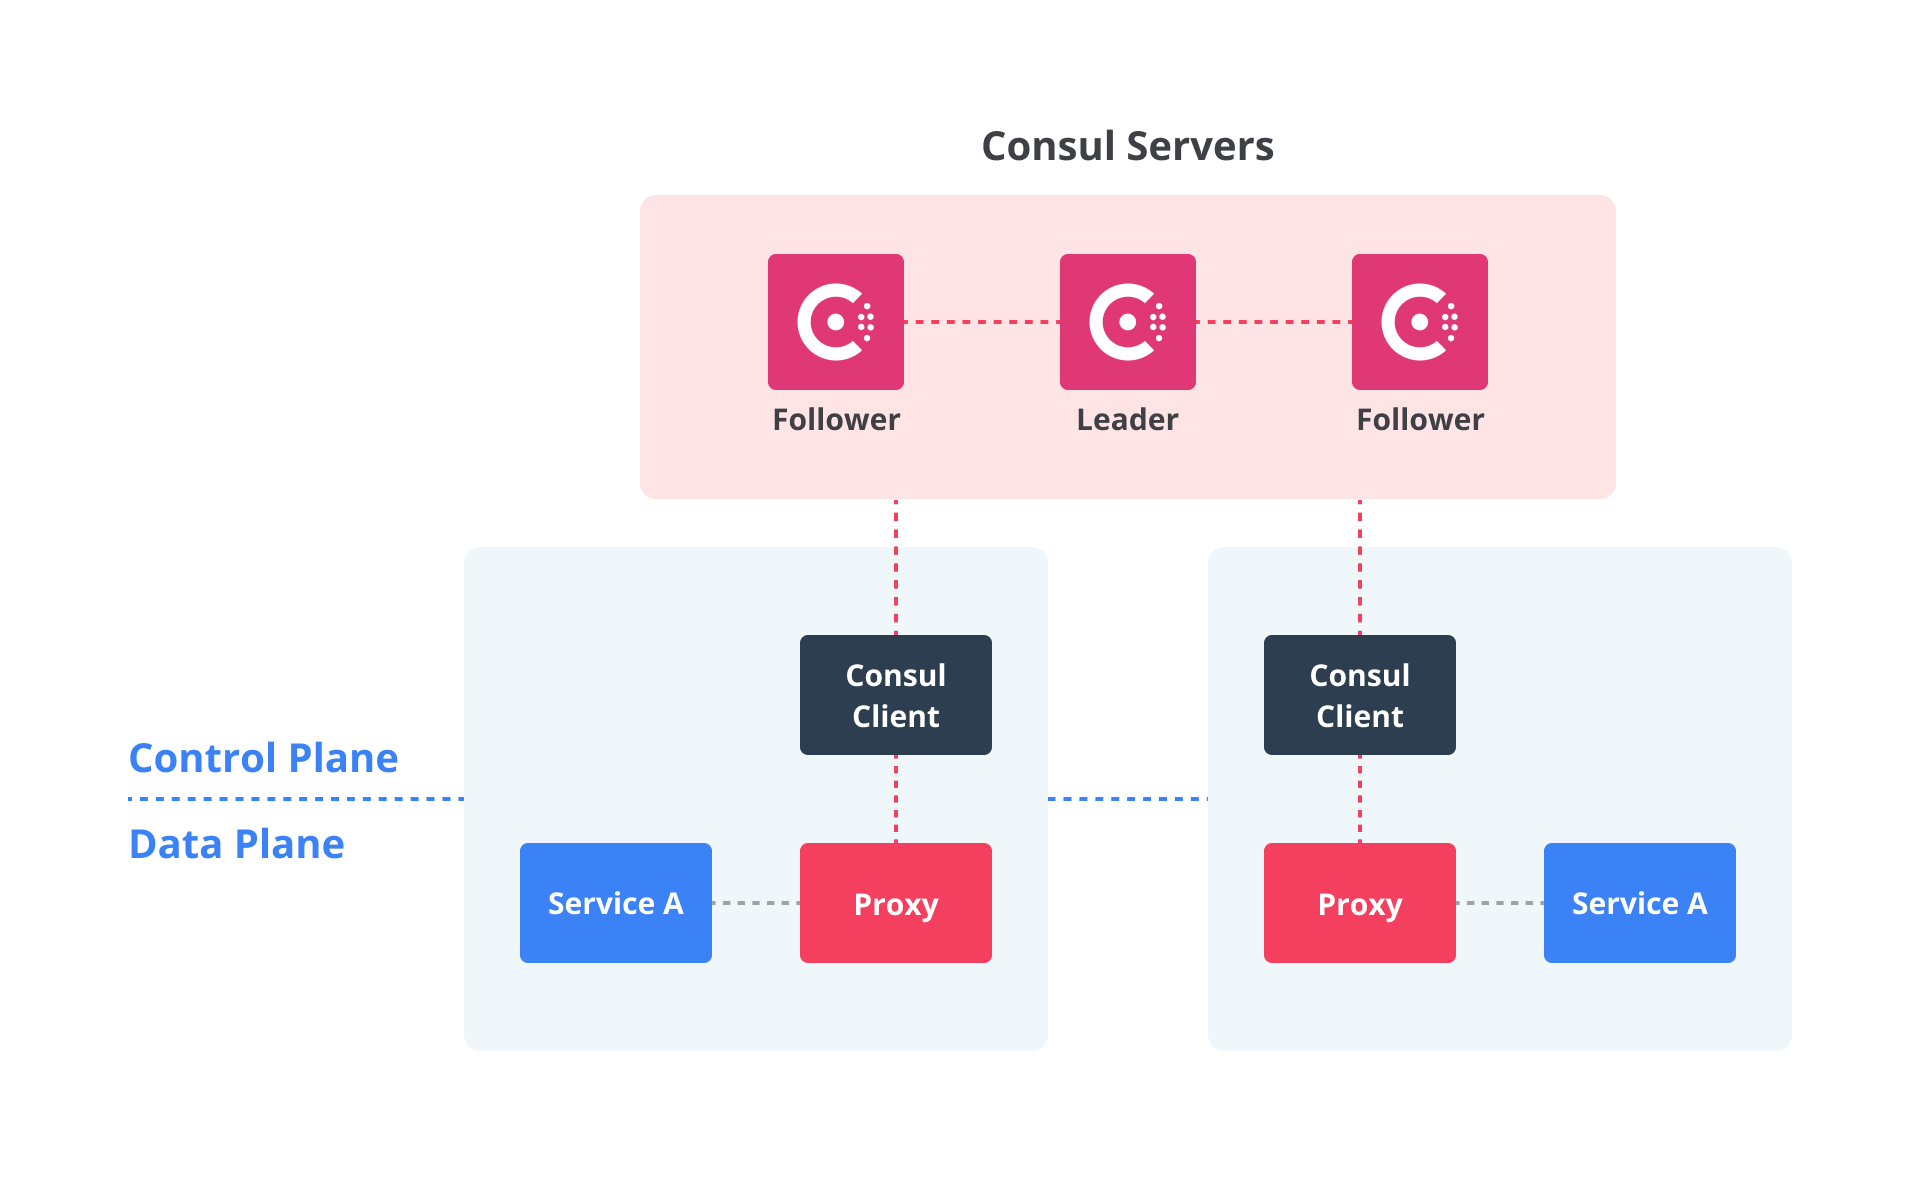 Consul Servers
Follower
Leader
Follower
Consul
Client
Consul
Client
Control Plane
Data Plane
Service A
Proxy
Proxy
Service A